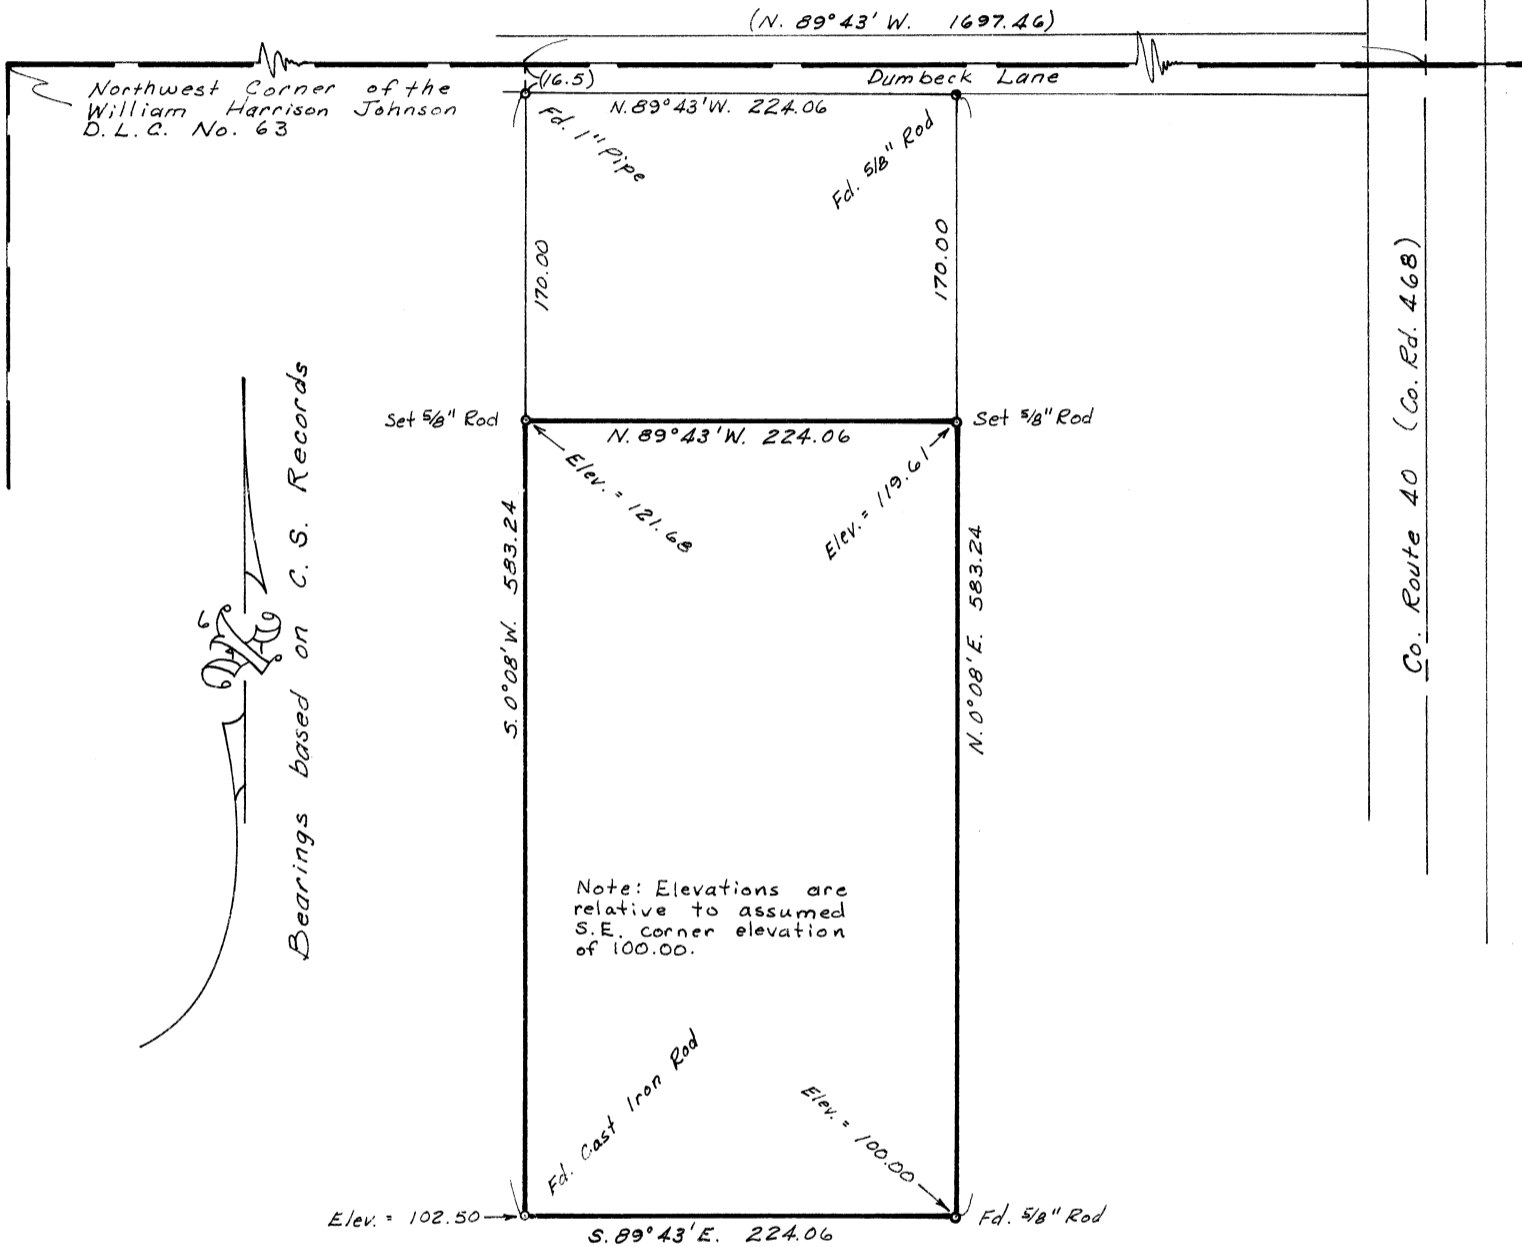 (N. 89°43' W. 1697.46)
(16.5)
Dumbeck Lane
Northwest Corner of the
William Harrison Johnson
D. L. C. No. 63
N. 89°43' W. 224.06
Fd. 1" Pipe
Fd. 5/8" Rod
170.00
170.00
Co. Route 40 (Co. Rd. 468)
Set 5/8" Rod
Set 5/8" Rod
N. 89°43' W. 224.06
Elev. = 121.68
Elev. = 119.61
S. 0°08' W. 583.24
N. 0°08' E. 583.24
Bearings based on C. S. Records
Note: Elevations are
relative to assumed
S.E. corner elevation
of 100.00.
Fd. Cast Iron Rod
Elev. = 100.00
Elev. = 102.50
Fd. 5/8" Rod
S. 89°43' E. 224.06